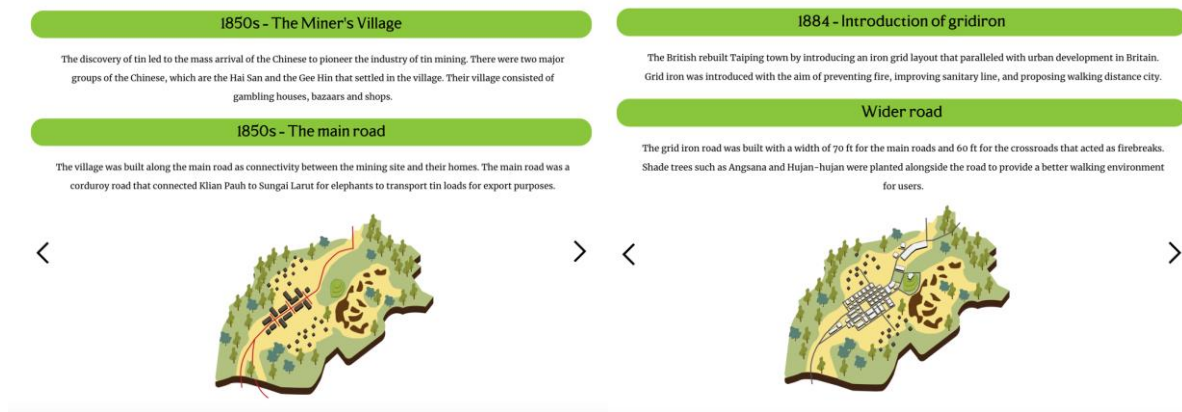 1850s - The Miner's Village
The discovery of tin led to the mass arrival of the Chinese to pioneer the industry of tin mining. There were two major
groups of the Chinese, which are the Hai San and the Gee Hin that settled in the village. Their village consisted of
gambling houses, bazaars and shops.
1850s - The main road
The village was built along the main road as connectivity between the mining site and their homes. The main road was a
corduroy road that connected Klian Pauh to Sungai Larut for elephants to transport tin loads for export purposes.
1884 - Introduction of gridiron
The British rebuilt Taiping town by introducing an iron grid layout that paralleled with urban development in Britain.
Grid iron was introduced with the aim of preventing fire, improving sanitary line, and proposing walking distance city.
Wider road
The grid iron road was built with a width of 70 ft for the main roads and 60 ft for the crossroads that acted as firebreaks.
Shade trees such as Angsana and Hujan-hujan were planted alongside the road to provide a better walking environment
for users.